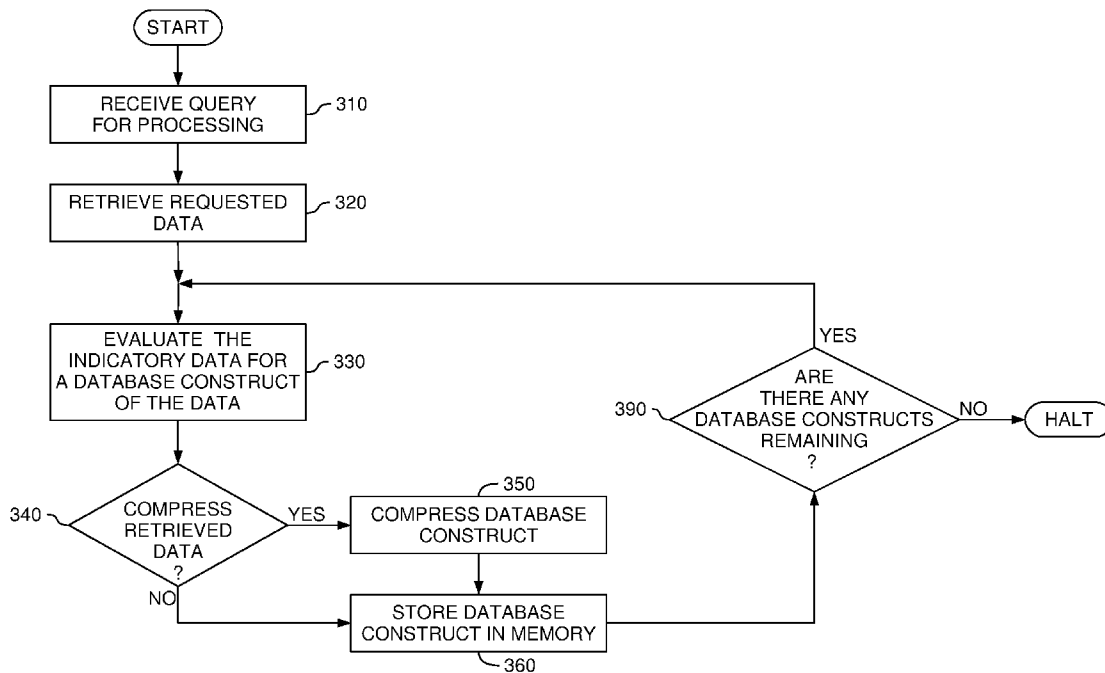 START
RECEIVE QUERY
FOR PROCESSING
310
RETRIEVE REQUESTED
DATA
320
EVALUATE THE
INDICATORY DATA FOR
A DATABASE CONSTRUCT
OF THE DATA
330
340
COMPRESS
RETRIEVED
DATA
?
YES
NO
350
COMPRESS DATABASE
CONSTRUCT
STORE DATABASE
CONSTRUCT IN MEMORY
360
YES
390
ARE
THERE ANY
DATABASE CONSTRUCTS
REMAINING
?
NO
HALT